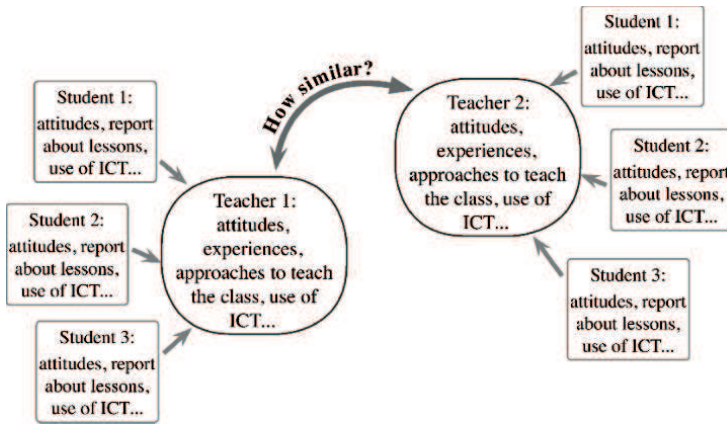 Student 1:
attitudes, report
about lessons,
use of ICT...
Student 2:
attitudes, report
about lessons,
use of ICT...
Student 3:
attitudes, report
about lessons,
use of ICT...
Teacher 1:
attitudes,
experiences,
approaches to teach
the class, use of
ICT...
How similar?
Teacher 2:
attitudes,
experiences,
approaches to teach
the class, use of
ICT...
Student 1:
attitudes, report
about lessons,
use of ICT...
Student 2:
attitudes, report
about lessons,
use of ICT...
Student 3:
attitudes, report
about lessons,
use of ICT...